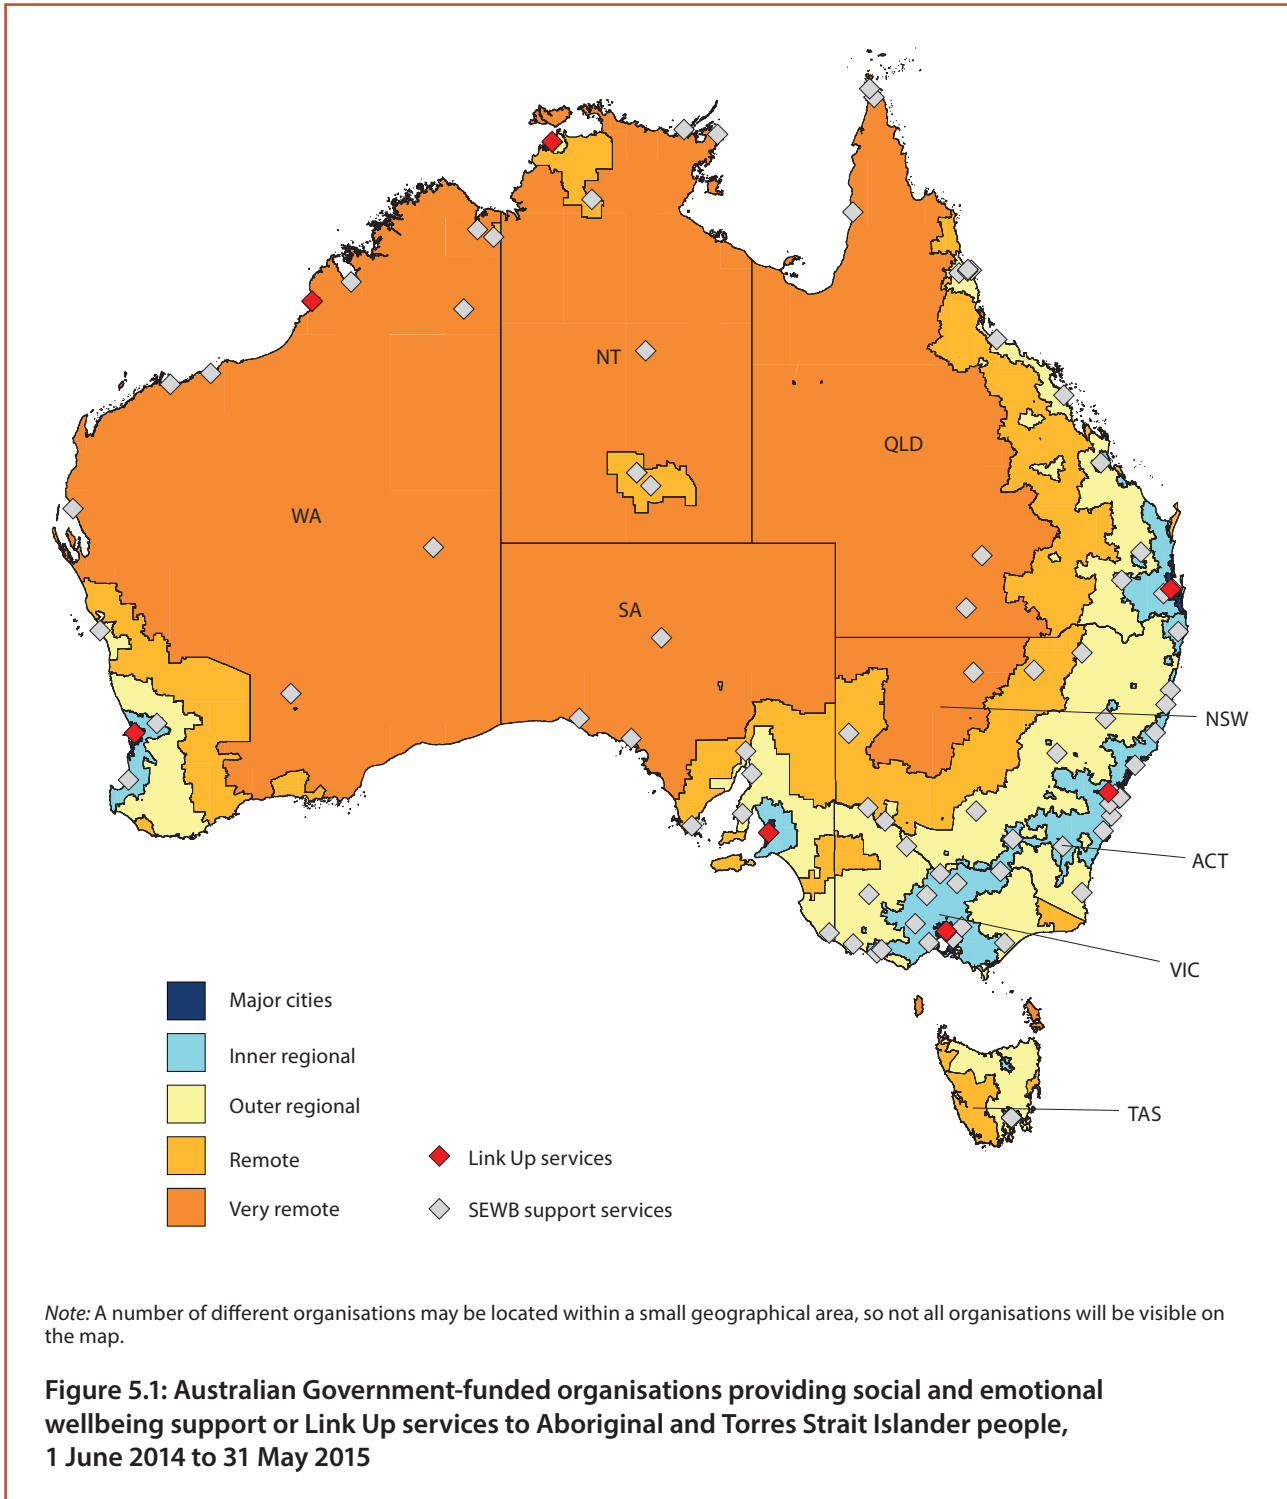 NT
QLD
WA
SA
NSW
ACT
VIC
TAS
Major cities
Inner regional
Outer regional
Remote
Very remote
Link Up services
SEWB support services
Note: A number of different organisations may be located within a small geographical area, so not all organisations will be visible on
the map.
Figure 5.1: Australian Government-funded organisations providing social and emotional
wellbeing support or Link Up services to Aboriginal and Torres Strait Islander people,
1 June 2014 to 31 May 2015